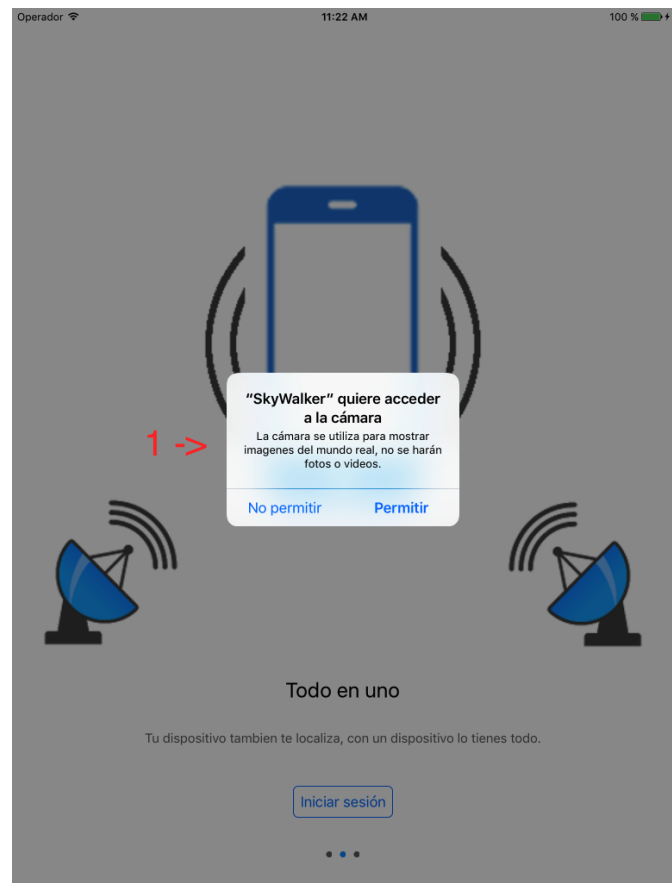 Operador 11:22 AM 100 %
“SkyWalker” quiere acceder
a la cámara
La cámara se utiliza para mostrar
imagenes del mundo real, no se harán
fotos o videos.
1 ->
No permitir Permitir
Todo en uno
Tu dispositivo tambien te localiza, con un dispositivo lo tienes todo.
Iniciar sesión